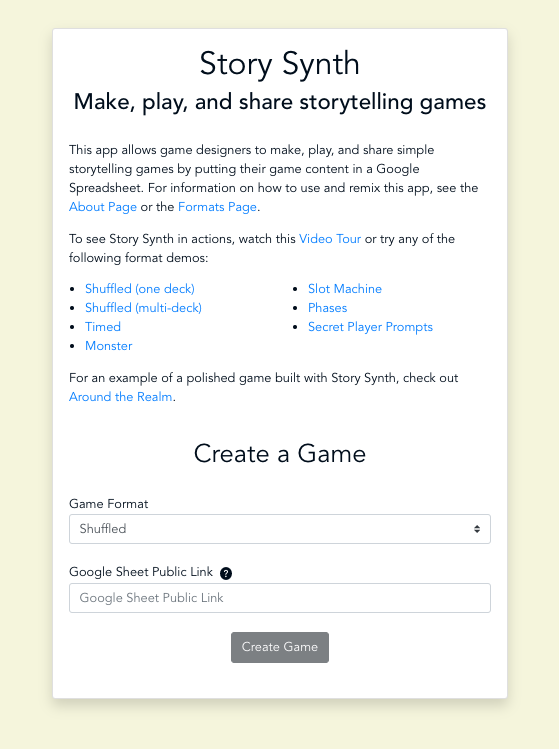 Story Synth
Make, play, and share storytelling games
This app allows game designers to make, play, and share simple
storytelling games by putting their game content in a Google
Spreadsheet. For information on how to use and remix this app, see the
About Page or the Formats Page.
To see Story Synth in actions, watch this Video Tour or try any of the
following format demos:
Shuffled (one deck)
Shuffled (multi-deck)
Timed
Monster
Slot Machine
Phases
Secret Player Prompts
For an example of a polished game built with Story Synth, check out
Around the Realm.
Create a Game
Game Format
Shuffled
Google Sheet Public Link ?
Google Sheet Public Link
Create Game